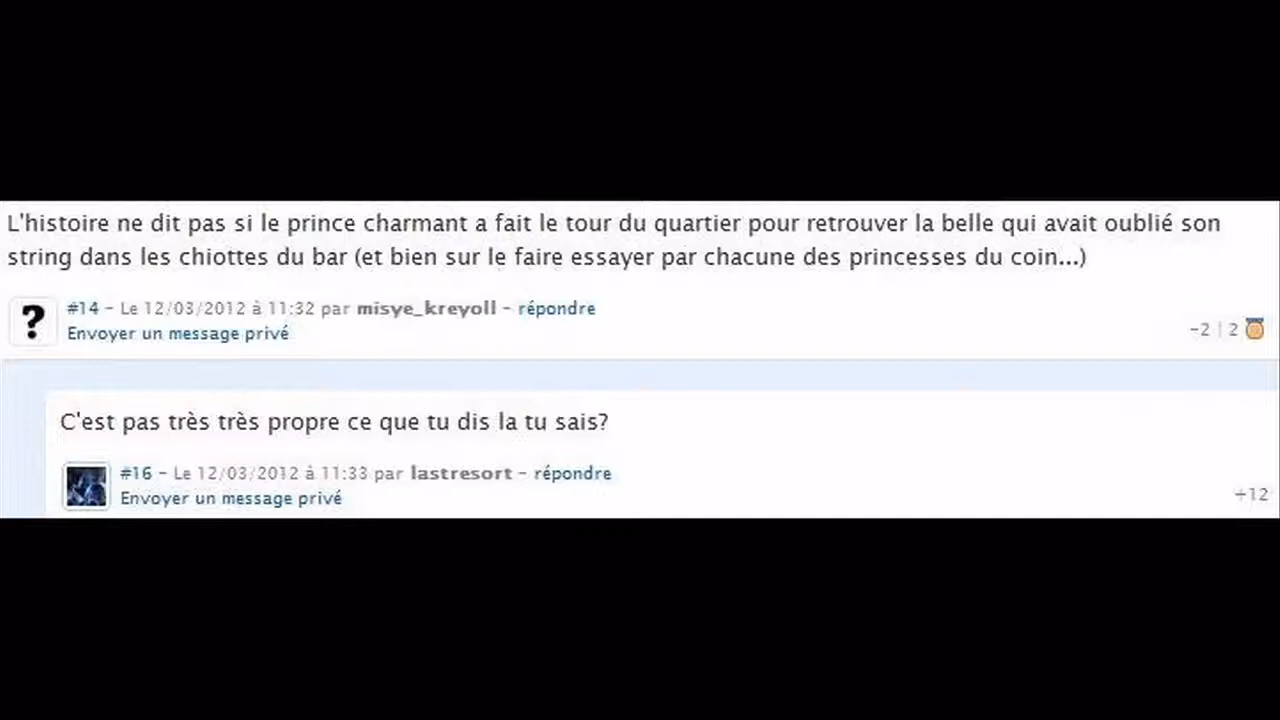 L'histoire ne dit pas si le prince charmant a fait le tour du quartier pour retrouver la belle qui avait oublié son
string dans les chiottes du bar (et bien sur le faire essayer par chacune des princesses du coin...)
#14 - Le 12/03/2012 à 11:32 par misye_kreyoll - répondre
Envoyer un message privé
-2 | 2
C'est pas très très propre ce que tu dis la tu sais?
#16 - Le 12/03/2012 à 11:33 par lastresort - répondre
Envoyer un message privé
+12